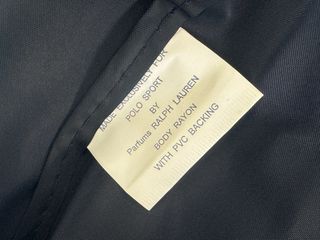 MADE EXCLUSIVELY FOR
POLO SPORT
BY
Parfums RALPH LAUREN
BODY RAYON
WITH PVC BACKING